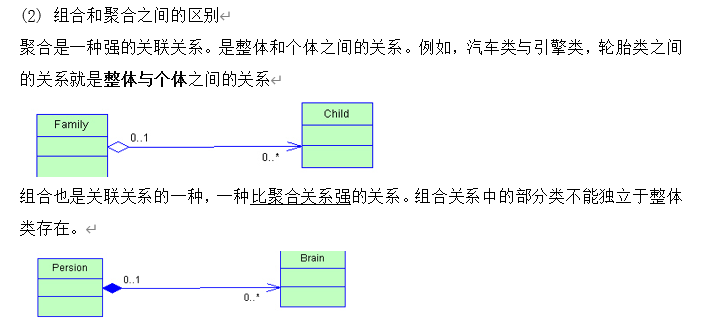 (2) 组合和聚合之间的区别
聚合是一种强的关联关系。是整体和个体之间的关系。例如，汽车类与引擎类，轮胎类之间
的关系就是整体与个体之间的关系
Family
0..1
0..*
Child
组合也是关联关系的一种，一种比聚合关系强的关系。组合关系中的部分类不能独立于整体
类存在。
Persion
0..1
0..*
Brain